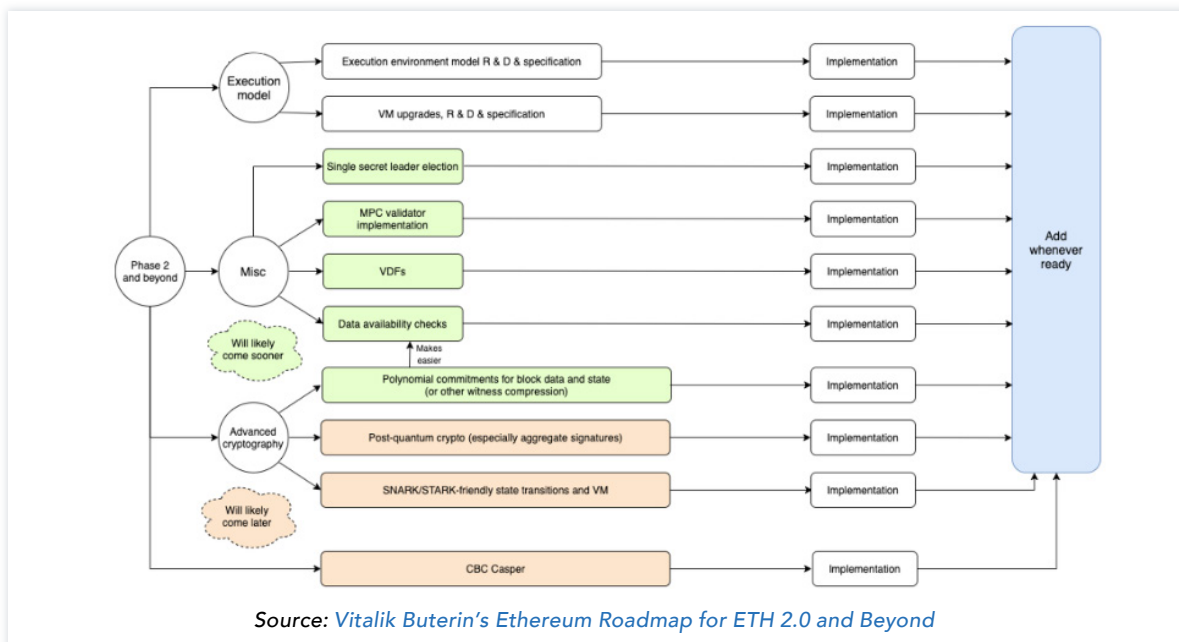 Execution
model
Execution environment model R & D & specification
Implementation
VM upgrades, R & D & specification
Implementation
Single secret leader election
Implementation
MPC validator
implementation
Implementation
Phase 2
and beyond
Misc
VDFs
Implementation
Add
whenever
ready
Data availability checks
Implementation
Will likely
come sooner
Makes
easier
Polynomial commitments for block data and state
(or other witness compression)
Implementation
Advanced
cryptography
Post-quantum crypto (especially aggregate signatures)
Implementation
SNARK/STARK-friendly state transitions and VM
Implementation
Will likely
come later
CBC Casper
Implementation
Source: Vitalik Buterin’s Ethereum Roadmap for ETH 2.0 and Beyond